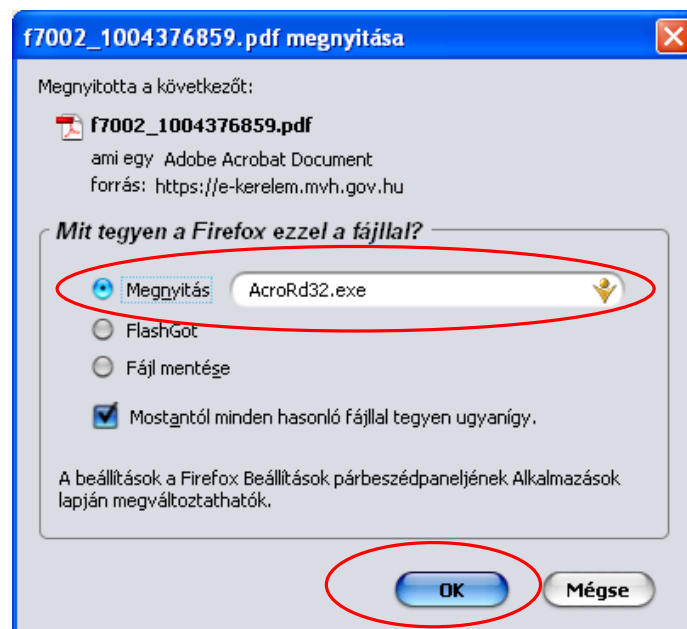 f7002_1004376859.pdf megnyitása
Megnyitotta a következőt:
f7002_1004376859.pdf
ami egy Adobe Acrobat Document
forrás: https://e-kerelem.mvh.gov.hu
Mit tegyen a Firefox ezzel a fájllal?
Megnyitás AcroRd32.exe
FlashGot
Fájl mentése
Mostantól minden hasonló fájllal tegyen ugyanígy.
A beállítások a Firefox Beállítások párbeszédpaneljének Alkalmazások
lapján megváltoztathatók.
OK Mégse